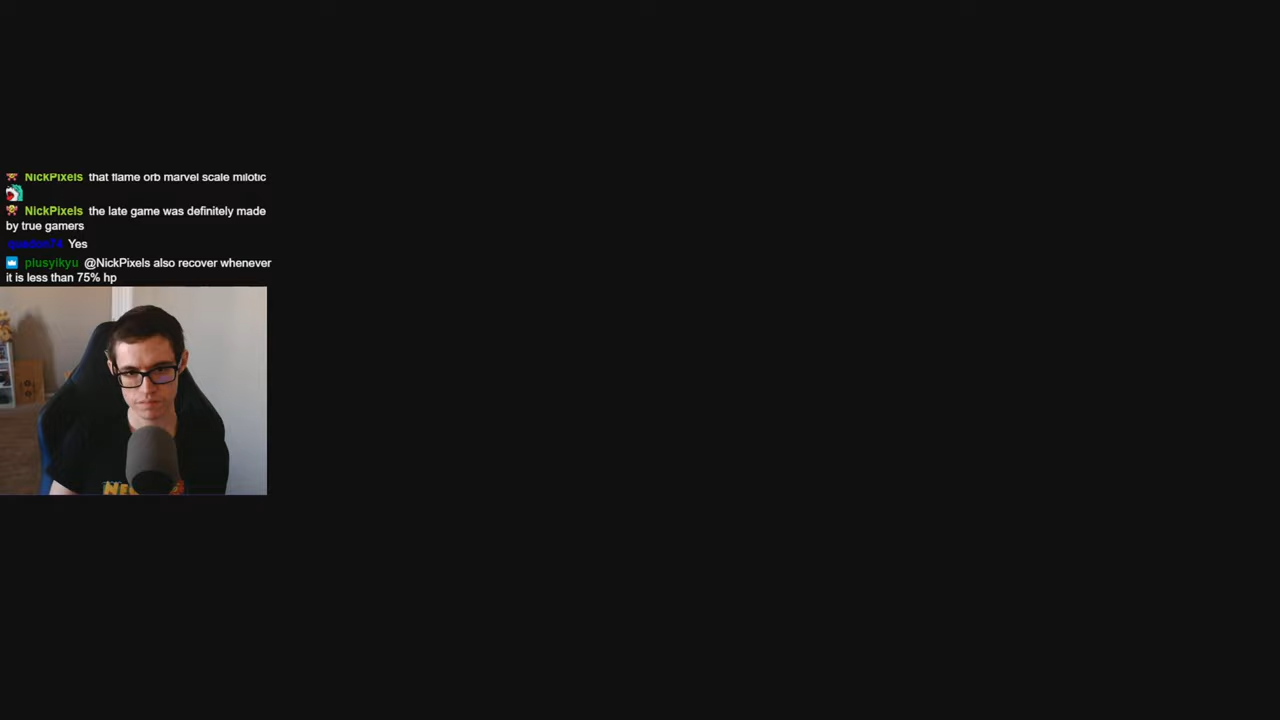 NickPixels that flame orb marvel scale milotic
NickPixels the late game was definitely made
by true gamers
Yes
plusyikyu @NickPixels also recover whenever
it is less than 75% hp